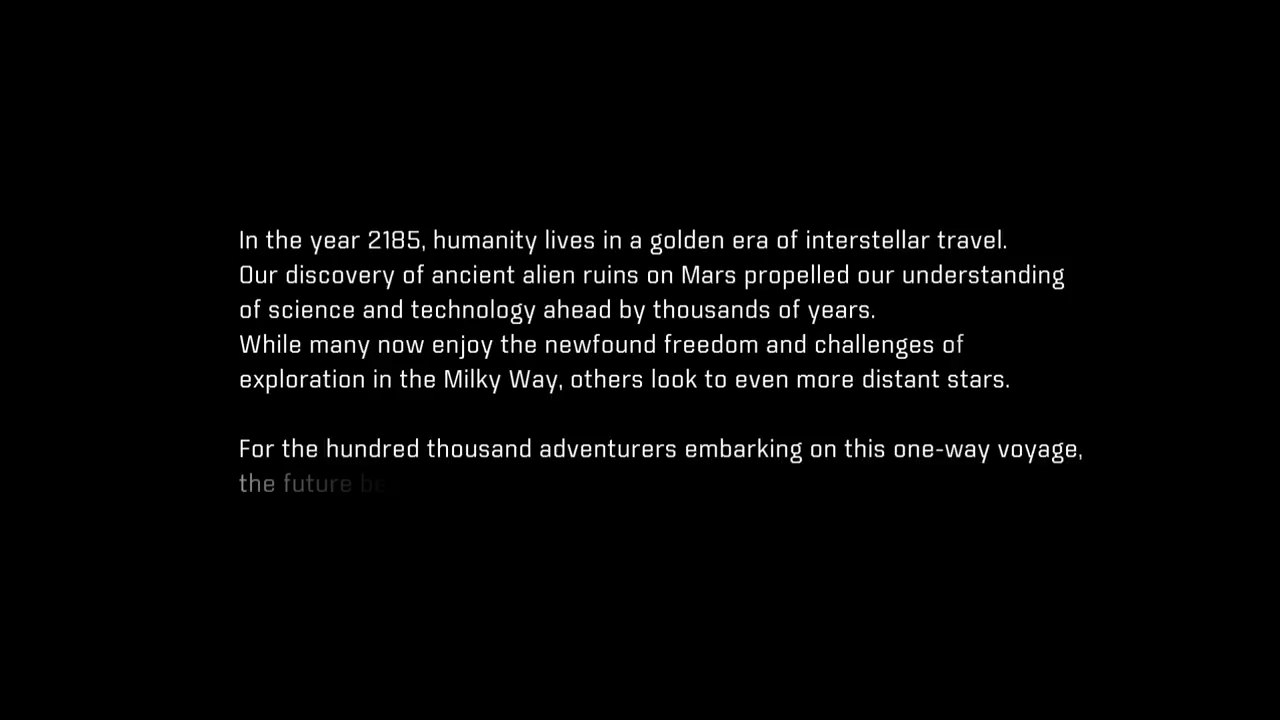 In the year 2185, humanity lives in a golden era of interstellar travel.
Our discovery of ancient alien ruins on Mars propelled our understanding
of science and technology ahead by thousands of years.
While many now enjoy the newfound freedom and challenges of
exploration in the Milky Way, others look to even more distant stars.
For the hundred thousand adventurers embarking on this one-way voyage,
the future